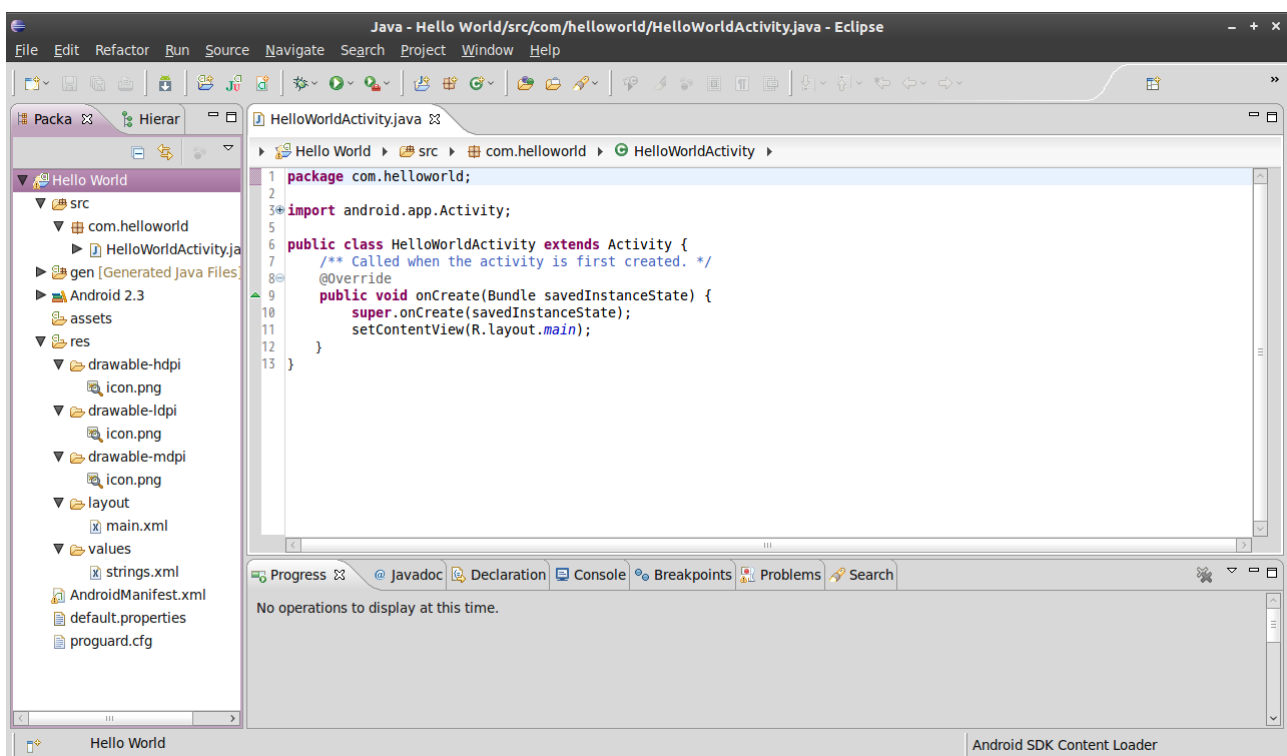 Java - Hello World/src/com/helloworld/HelloWorldActivity.java - Eclipse
File Edit Refactor Run Source Navigate Search Project Window Help
Packa Hierar
HelloWorldActivity.java
Hello World src com.helloworld HelloWorldActivity
Hello World
src
com.helloworld
HelloWorldActivity.ja
gen [Generated Java Files]
Android 2.3
assets
res
drawable-hdpi
icon.png
drawable-ldpi
icon.png
drawable-mdpi
icon.png
layout
main.xml
values
strings.xml
AndroidManifest.xml
default.properties
proguard.cfg
1 package com.helloworld;
2
3 import android.app.Activity;
5
6 public class HelloWorldActivity extends Activity {
7 /** Called when the activity is first created. */
8 @Override
9 public void onCreate(Bundle savedInstanceState) {
10 super.onCreate(savedInstanceState);
11 setContentView(R.layout.main);
12 }
13 }
Progress @ Javadoc Declaration Console Breakpoints Problems Search
No operations to display at this time.
Hello World
Android SDK Content Loader